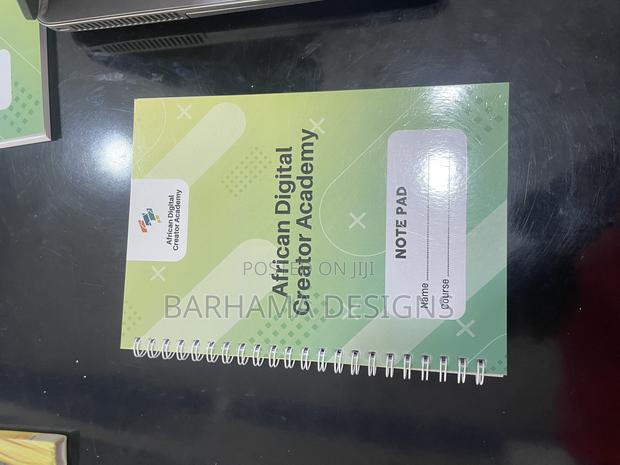 African Digital
Creator Academy
African Digital
Creator Academy
NOTE PAD
Name
Course
POSTED ON JIJI
BARHAMA DESIGNS